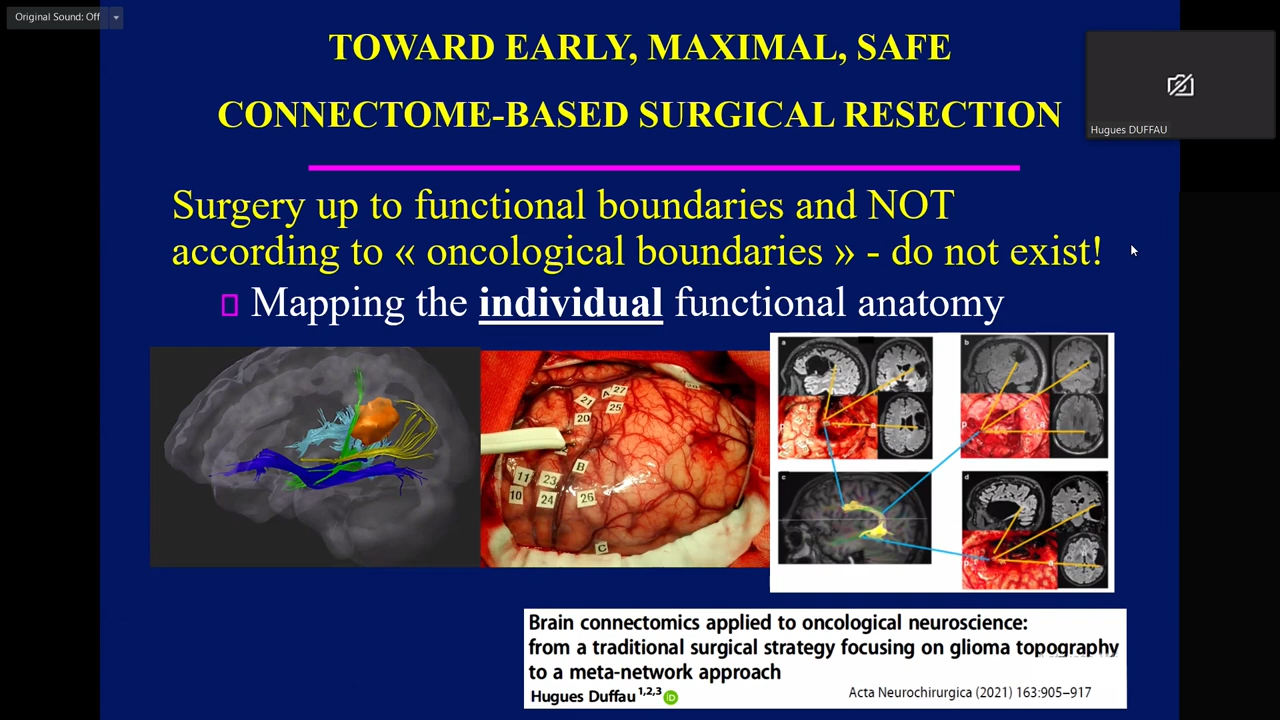 Original Sound: Off
TOWARD EARLY, MAXIMAL, SAFE
CONNECTOME-BASED SURGICAL RESECTION
Hugues DUFFAU
Surgery up to functional boundaries and NOT
according to « oncological boundaries » - do not exist!
Mapping the individual functional anatomy
21
A
27
25
20
B
11
23
10
24
26
C
a
b
c
d
Brain connectomics applied to oncological neuroscience:
from a traditional surgical strategy focusing on glioma topography
to a meta-network approach
Hugues Duffau 1,2,3 iD
Acta Neurochirurgica (2021) 163:905–917